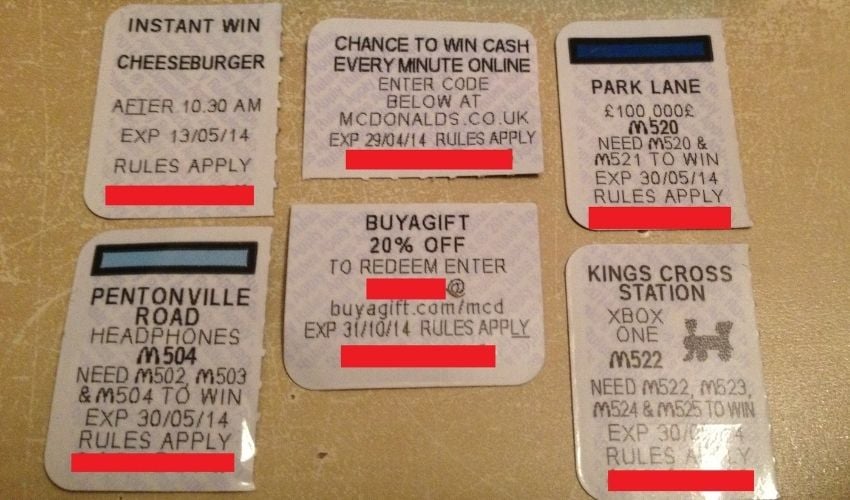 INSTANT WIN
CHEESEBURGER
AFTER 10.30 AM
EXP 13/05/14
RULES APPLY
CHANCE TO WIN CASH
EVERY MINUTE ONLINE
ENTER CODE
BELOW AT
MCDONALDS.CO.UK
EXP 29/04/14 RULES APPLY
PARK LANE
£100,000£
M520
NEED M520 &
M521 TO WIN
EXP 30/05/14
RULES APPLY
PENTONVILLE
ROAD
HEADPHONES
M504
NEED M502, M503
& M504 TO WIN
EXP 30/05/14
RULES APPLY
BUYAGIFT
20% OFF
TO REDEEM ENTER
@
buyagift.com/mcd
EXP 31/10/14 RULES APPLY
KINGS CROSS
STATION
XBOX
ONE
M522
NEED M522, M523,
M524 & M525 TO WIN
EXP
RULES